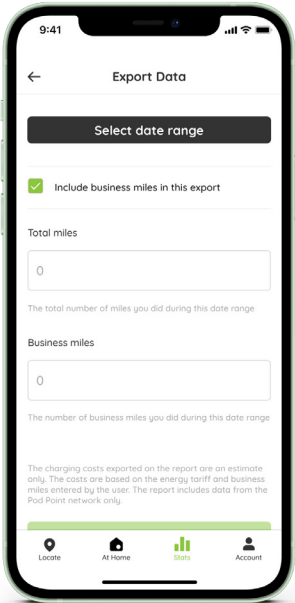 9:41
Export Data
Select date range
Include business miles in this export
Total miles
0
The total number of miles you did during this date range
Business miles
0
The number of business miles you did during this date range
The charging costs exported on the report are an estimate
only. The costs are based on the energy tariff and business
miles entered by the user. The report includes data from the
Pod Point network only.
Locate At Home Stats Account